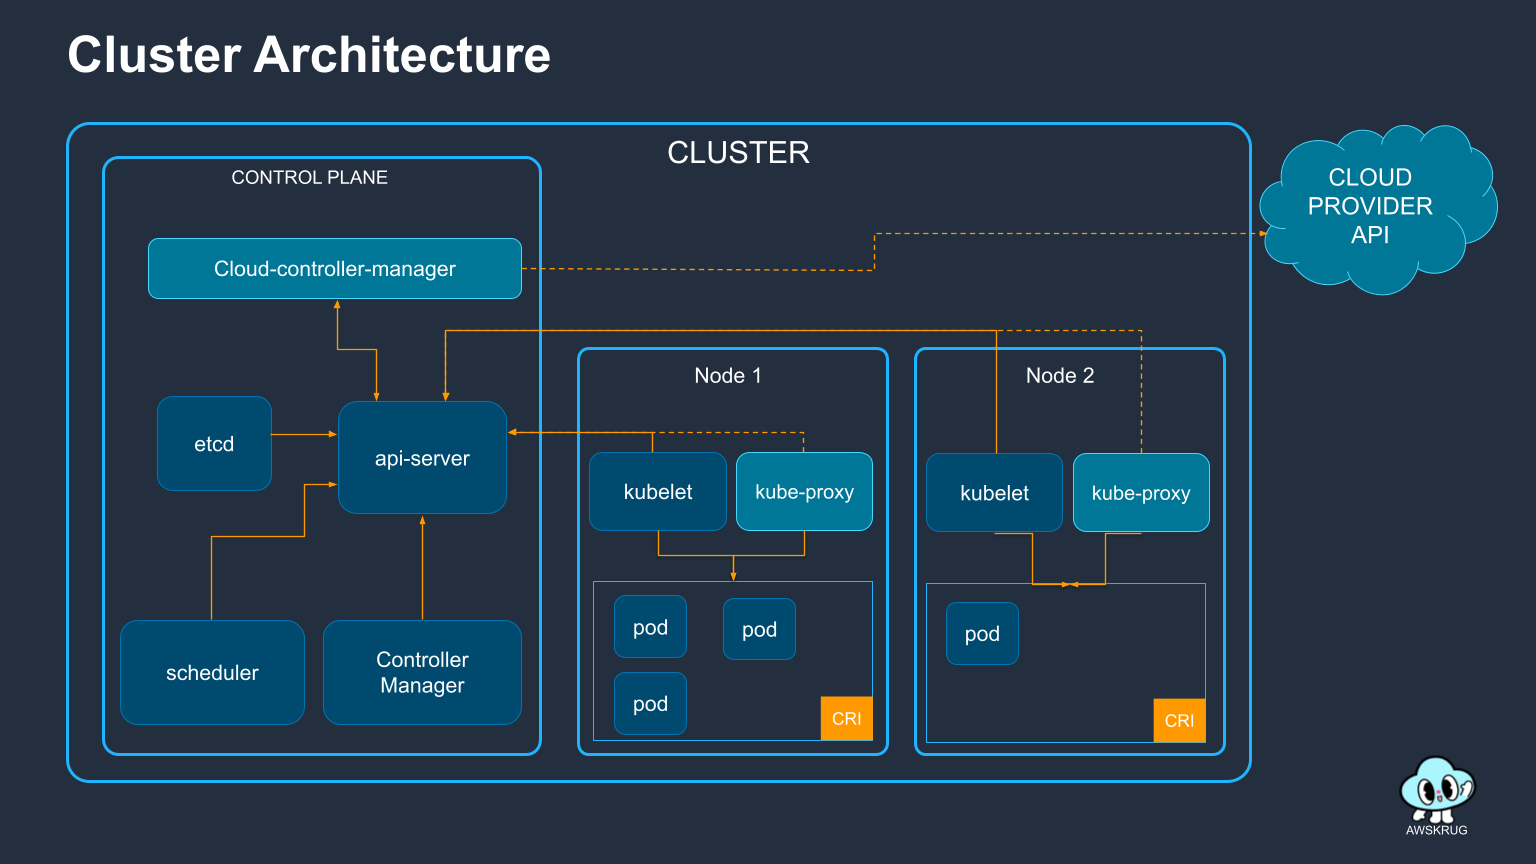 Cluster Architecture
CLUSTER
CONTROL PLANE
CLOUD
PROVIDER
API
Cloud-controller-manager
etcd
api-server
scheduler
Controller
Manager
Node 1
kubelet
kube-proxy
pod
pod
pod
CRI
Node 2
kubelet
kube-proxy
pod
CRI
AWSKRUG